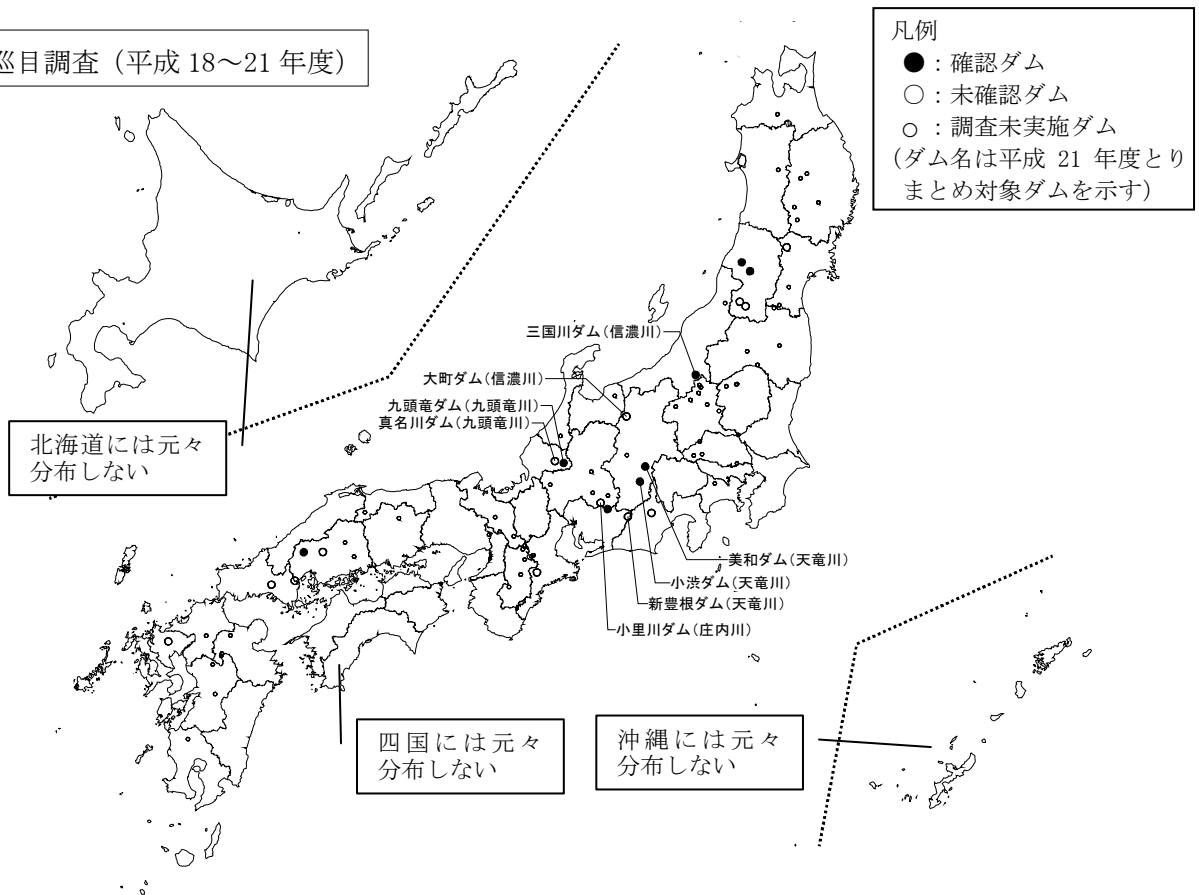 巡目調査（平成 18～21 年度）
凡例
●：確認ダム
○：未確認ダム
○：調査未実施ダム
（ダム名は平成 21 年度とり
まとめ対象ダムを示す）
三国川ダム（信濃川）
大町ダム（信濃川）
九頭竜ダム（九頭竜川）
真名川ダム（九頭竜川）
北海道には元々
分布しない
美和ダム（天竜川）
小渋ダム（天竜川）
新豊根ダム（天竜川）
小里川ダム（庄内川）
四国には元々
分布しない
沖縄には元々
分布しない